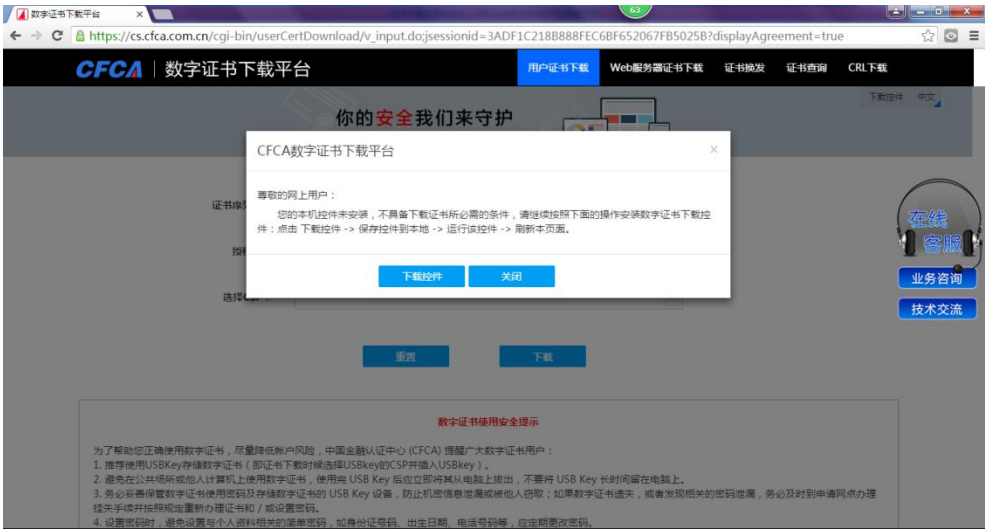 数字证书下载平台
63
https://cs.cfca.com.cn/cgi-bin/userCertDownload/v_input.do;jsessionid=3ADF1C218B888FEC6BF652067FB5025B?displayAgreement=true
CFCA 数字证书下载平台
用户证书下载 Web服务器证书下载 证书换发 证书查询 CRL下载
下载控件 中文
你的安全我们来守护
CFCA数字证书下载平台
尊敬的网上用户：
您的本机控件未安装，不具备下载证书所必需的条件，请继续按照下面的操作安装数字证书下载控
件：点击 下载控件 -> 保存控件到本地 -> 运行该控件 -> 刷新本页面。
下载控件 关闭
证书序
选择
在线
客服
业务咨询
技术交流
重置 下载
数字证书使用安全提示
为了帮助您正确使用数字证书，尽量降低帐户风险，中国金融认证中心 (CFCA) 提醒广大数字证书用户：
1. 推荐使用USBKey存储数字证书（即证书下载时候选择USBkey的CSP并插入USBkey）。
2. 避免在公共场所或他人计算机上使用数字证书，使用完 USB Key 后应立即将其从电脑上拔出，不要将 USB Key 长时间留在电脑上。
3. 务必妥善保管数字证书使用密码及存储数字证书的 USB Key 设备，防止机密信息泄漏或被他人窃取；如果数字证书遗失，或者发现相关的密码泄漏，务必及时到申请网点办理
挂失手续并按照规定重新办理证书和 / 或设置密码。
4. 设置密码时，避免设置与个人资料相关的简单密码，如身份证号码、出生日期、电话号码等，应定期更改密码。